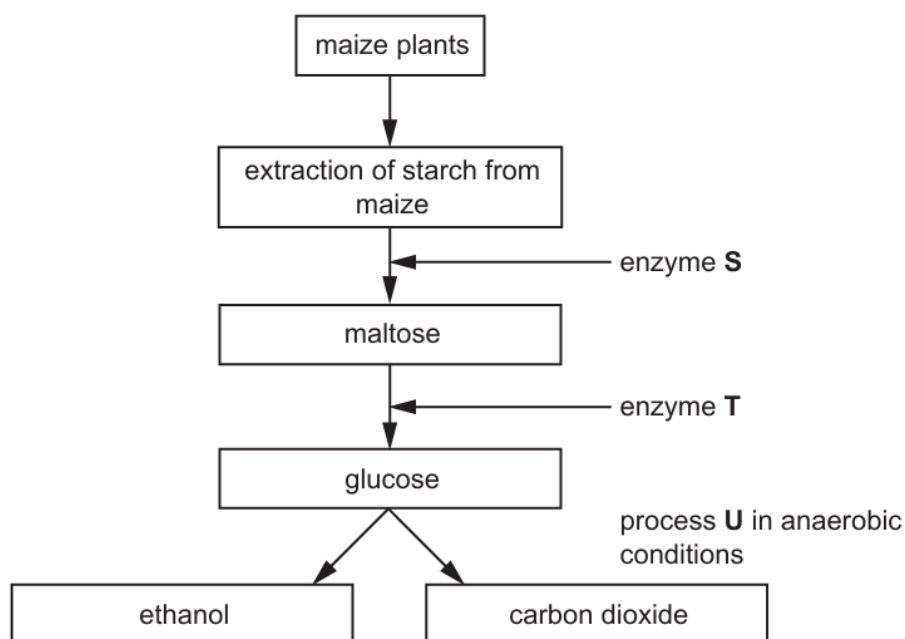 maize plants
extraction of starch from
maize
enzyme S
maltose
enzyme T
glucose
process U in anaerobic
conditions
ethanol
carbon dioxide